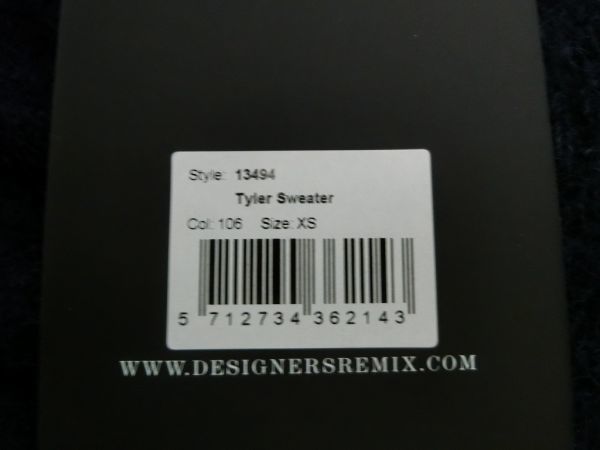 Style: 13494
Tyler Sweater
Col: 106 Size: XS
5 712734 362143
WWW.DESIGNERSREMIX.COM